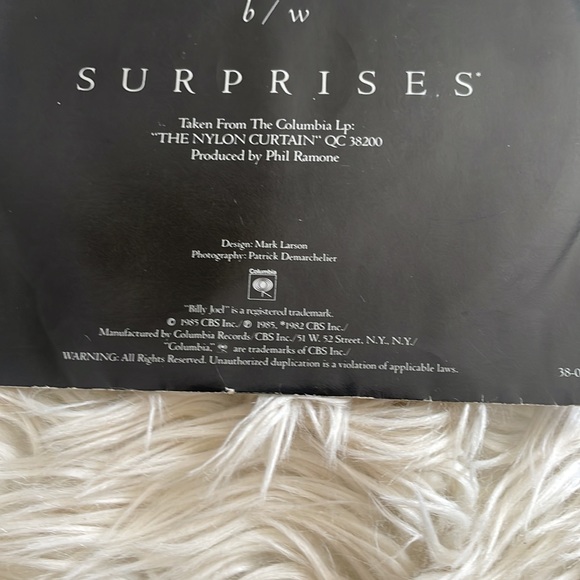 b/w
SURPRISES*
Taken From The Columbia Lp:
"THE NYLON CURTAIN" QC 38200
Produced by Phil Ramone
Design: Mark Larson
Photography: Patrick Demarchelier
Columbia
"Billy Joel" is a registered trademark.
© 1985 CBS Inc./ ℗ 1985, *1982 CBS Inc./
Manufactured by Columbia Records/CBS Inc./51 W. 52 Street, N.Y., N.Y./
"Columbia," are trademarks of CBS Inc./
WARNING: All Rights Reserved. Unauthorized duplication is a violation of applicable laws.
38-0